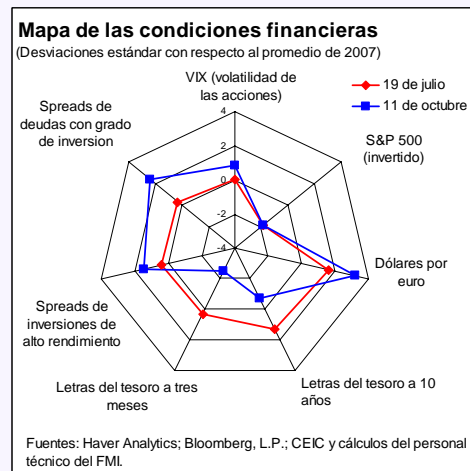 Mapa de las condiciones financieras
(Desviaciones estándar con respecto al promedio de 2007)
VIX (volatilidad de
las acciones)
19 de julio
11 de octubre
Spreads de
deudas con grado
de inversion
S&P 500
(invertido)
4
2
0
-2
-4
Dólares por
euro
Spreads de
inversiones de
alto rendimiento
Letras del tesoro a tres
meses
Letras del tesoro a 10
años
Fuentes: Haver Analytics; Bloomberg, L.P.; CEIC y cálculos del personal
técnico del FMI.